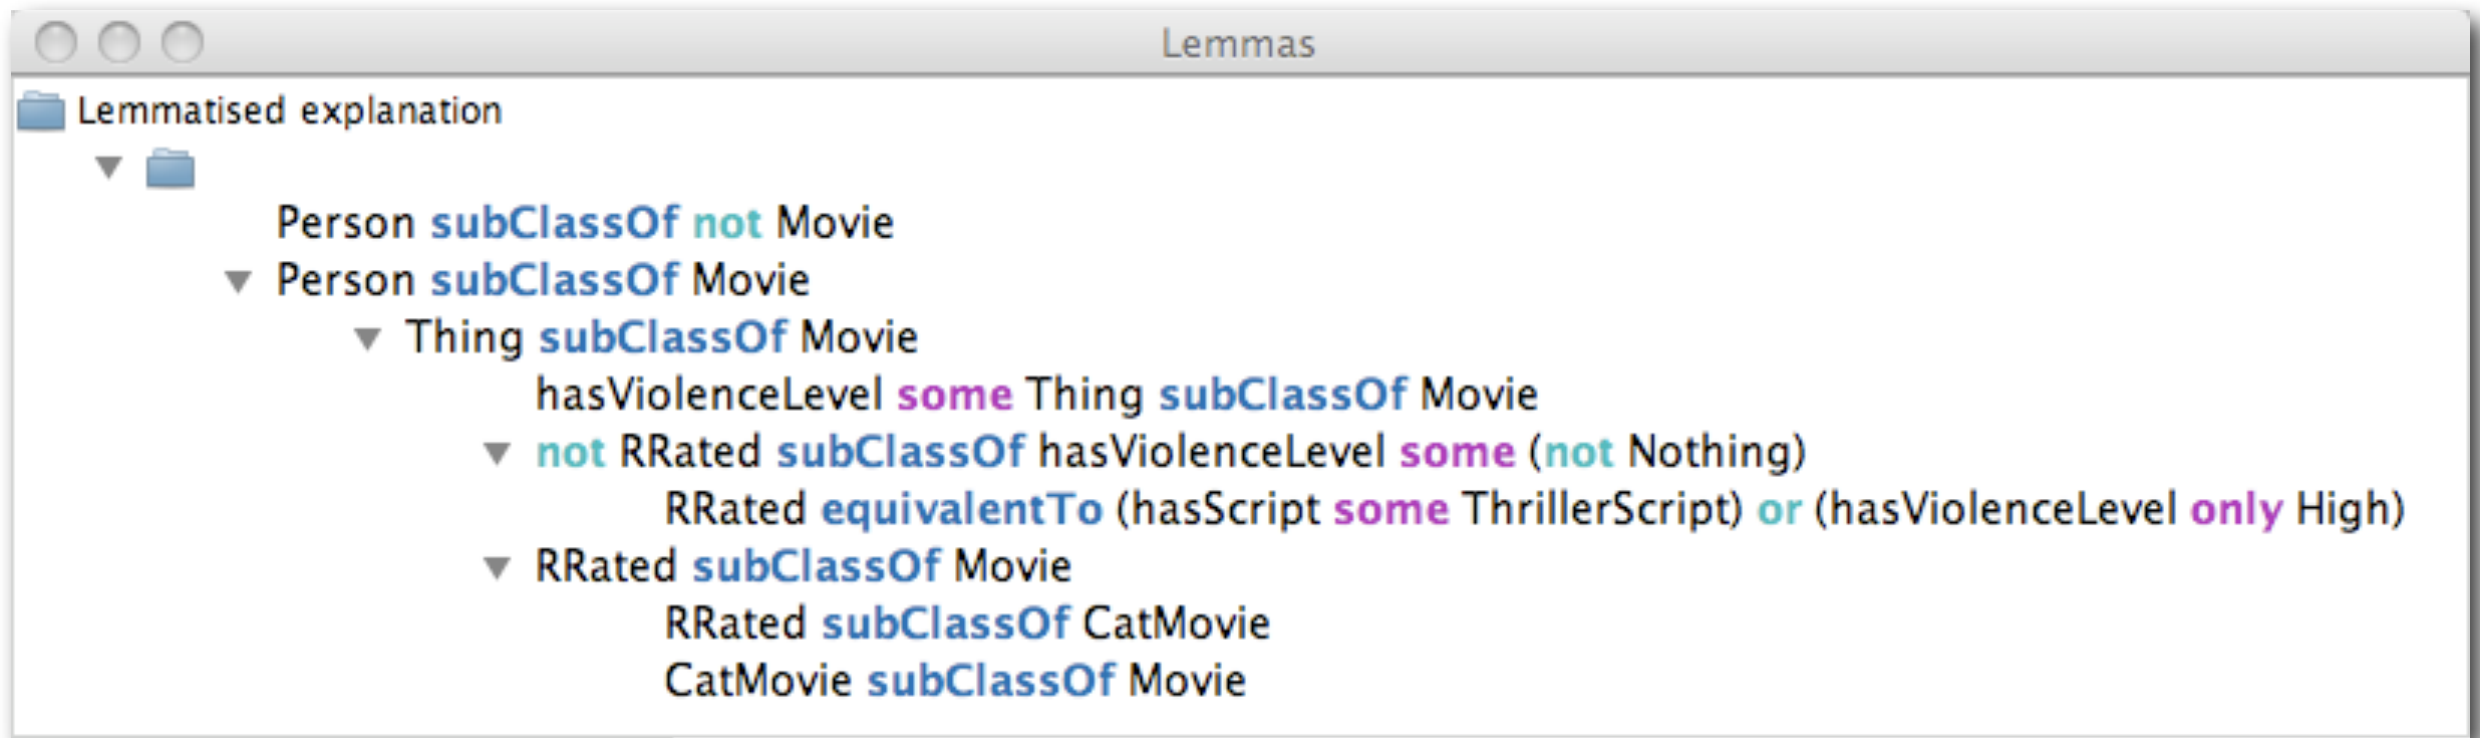 Lemmas
Lemmatised explanation
Person subClassOf not Movie
Person subClassOf Movie
Thing subClassOf Movie
hasViolenceLevel some Thing subClassOf Movie
not RRated subClassOf hasViolenceLevel some (not Nothing)
RRated equivalentTo (hasScript some ThrillerScript) or (hasViolenceLevel only High)
RRated subClassOf Movie
RRated subClassOf CatMovie
CatMovie subClassOf Movie